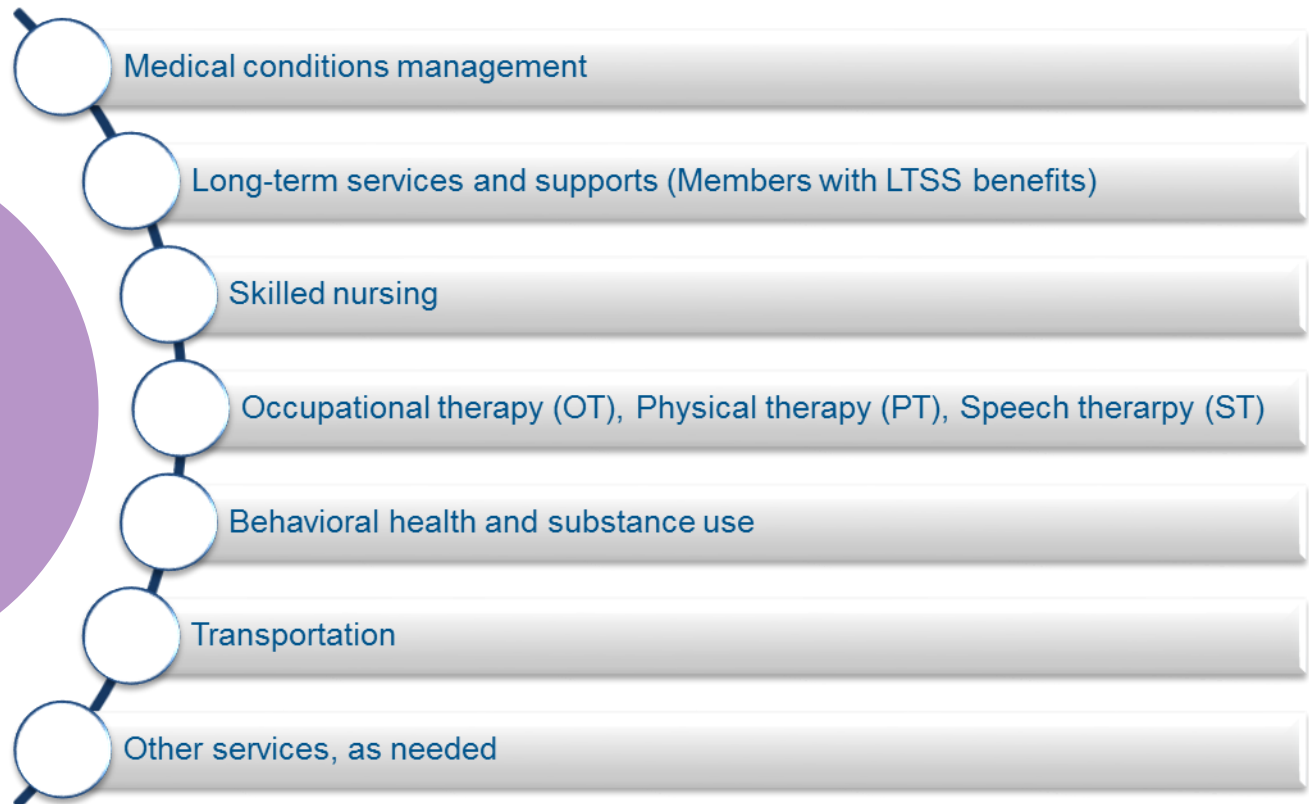 Medical conditions management
Long-term services and supports (Members with LTSS benefits)
Skilled nursing
Occupational therapy (OT), Physical therapy (PT), Speech therarpy (ST)
Behavioral health and substance use
Transportation
Other services, as needed